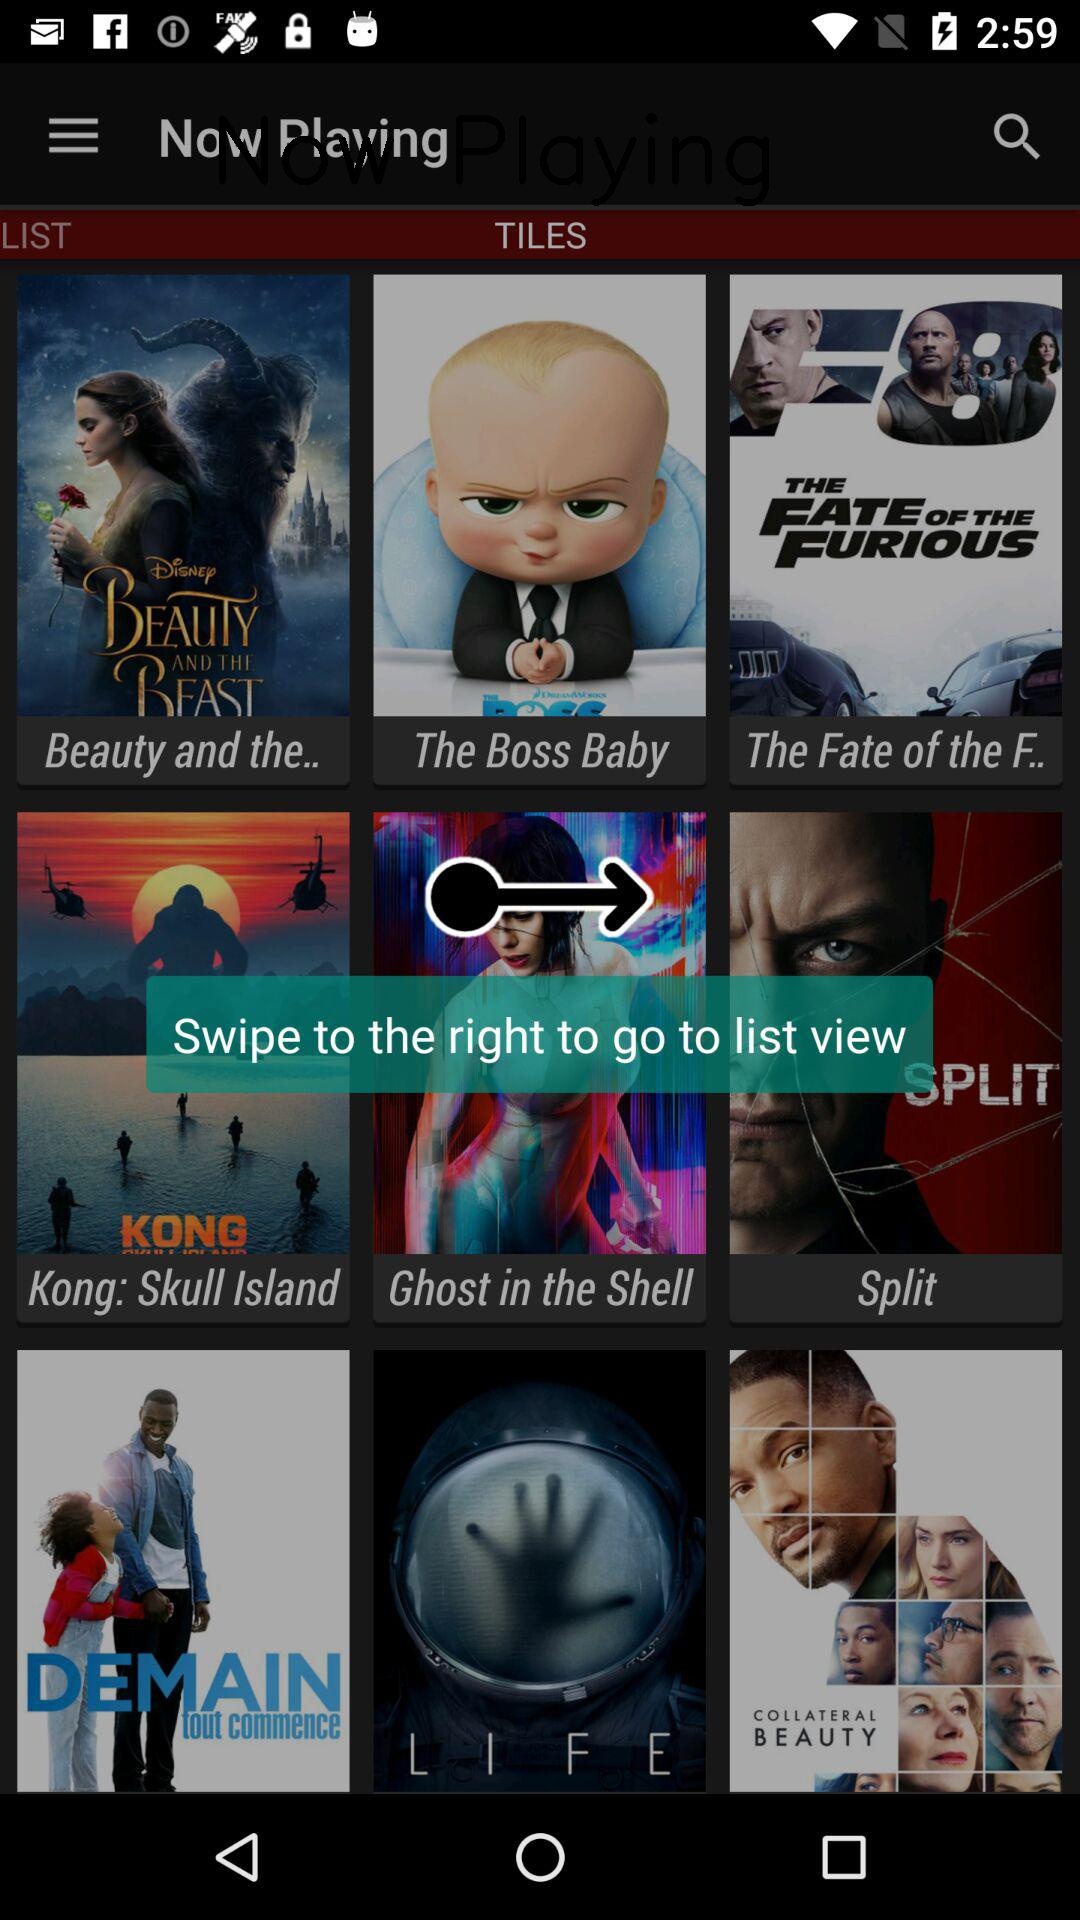 FAKE
2:59
Now Playing
Now Playing
LIST
TILES
Disney
BEAUTY
AND THE
BEAST
THE
DREAMWORKS
BOSS
F8
THE
FATE OF THE
FURIOUS
Beauty and the..
The Boss Baby
The Fate of the F..
Swipe to the right to go to list view
KONG
SKULL ISLAND
SPLIT
Kong: Skull Island
Ghost in the Shell
Split
DEMAIN
tout commence
LIFE
COLLATERAL
BEAUTY